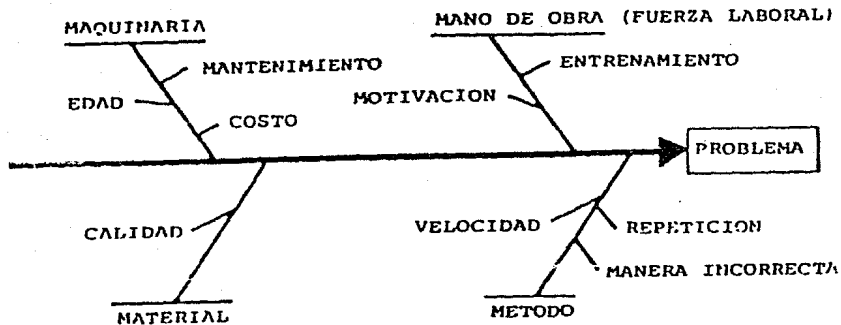 MAQUINARIA
MANO DE OBRA (FUERZA LABORAL)
MANTENIMIENTO
ENTRENAMIENTO
EDAD
MOTIVACION
COSTO
PROBLEMA
CALIDAD
VELOCIDAD
REPETICION
MANERA INCORRECTA
MATERIAL
METODO